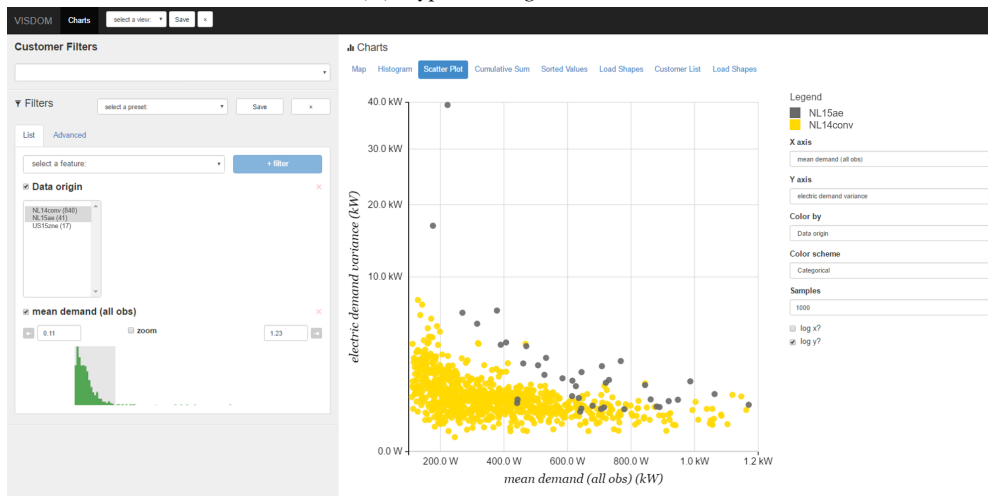 VISDOM Charts select a view: Save ×
Customer Filters
Filters select a preset: Save ×
List Advanced
select a feature: + filter
Data origin ×
NL14conv (848)
NL15ae (41)
US15zne (17)
mean demand (all obs) ×
0.11 zoom 1.23
Charts
Map Histogram Scatter Plot Cumulative Sum Sorted Values Load Shapes Customer List Load Shapes
40.0 kW
30.0 kW
20.0 kW
10.0 kW
0.0 W
electric demand variance (kW)
200.0 W 400.0 W 600.0 W 800.0 W 1.0 kW 1.2 kW
mean demand (all obs) (kW)
Legend
NL15ae
NL14conv
X axis
mean demand (all obs)
Y axis
electric demand variance
Color by
Data origin
Color scheme
Categorical
Samples
1000
log x?
log y?